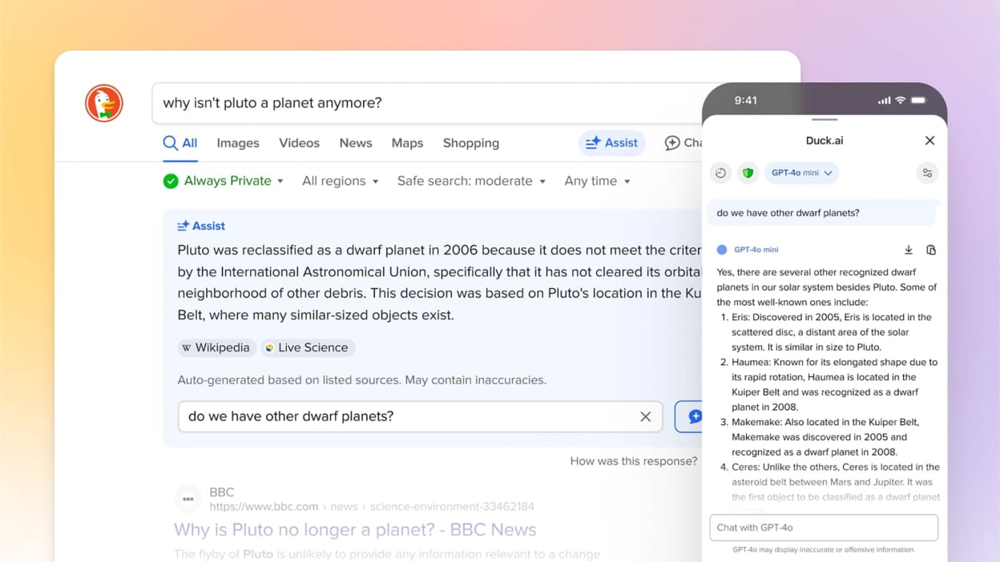 why isn't pluto a planet anymore?
All Images Videos News Maps Shopping Assist
Always Private All regions Safe search: moderate Any time
Assist
Pluto was reclassified as a dwarf planet in 2006 because it does not meet the criter
by the International Astronomical Union, specifically that it has not cleared its orbita
neighborhood of other debris. This decision was based on Pluto's location in the Ku
Belt, where many similar-sized objects exist.
W Wikipedia Live Science
Auto-generated based on listed sources. May contain inaccuracies.
do we have other dwarf planets?
How was this response?
BBC
https://www.bbc.com › news › science-environment-33462184
Why is Pluto no longer a planet? - BBC News
The flyby of Pluto is unlikely to provide any information relevant to a change
9:41
Duck.ai
GPT-4o mini
do we have other dwarf planets?
GPT-4o mini
Yes, there are several other recognized dwarf
planets in our solar system besides Pluto. Some of
the most well-known ones include:
1. Eris: Discovered in 2005, Eris is located in the
scattered disc, a distant area of the solar
system. It is similar in size to Pluto.
2. Haumea: Known for its elongated shape due to
its rapid rotation, Haumea is located in the
Kuiper Belt and was recognized as a dwarf
planet in 2008.
3. Makemake: Also located in the Kuiper Belt,
Makemake was discovered in 2005 and
recognized as a dwarf planet in 2008.
4. Ceres: Unlike the others, Ceres is located in the
asteroid belt between Mars and Jupiter. It was
the first object to be classified as a dwarf planet
Chat with GPT-4o
GPT-4o may display inaccurate or offensive information.